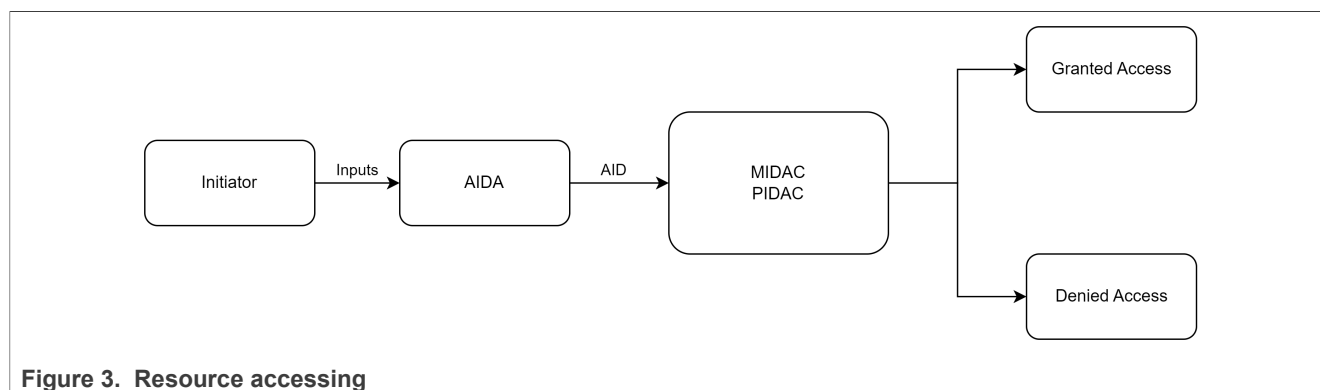 Granted Access
Initiator
Inputs
AIDA
AID
MIDAC
PIDAC
Denied Access
Figure 3. Resource accessing